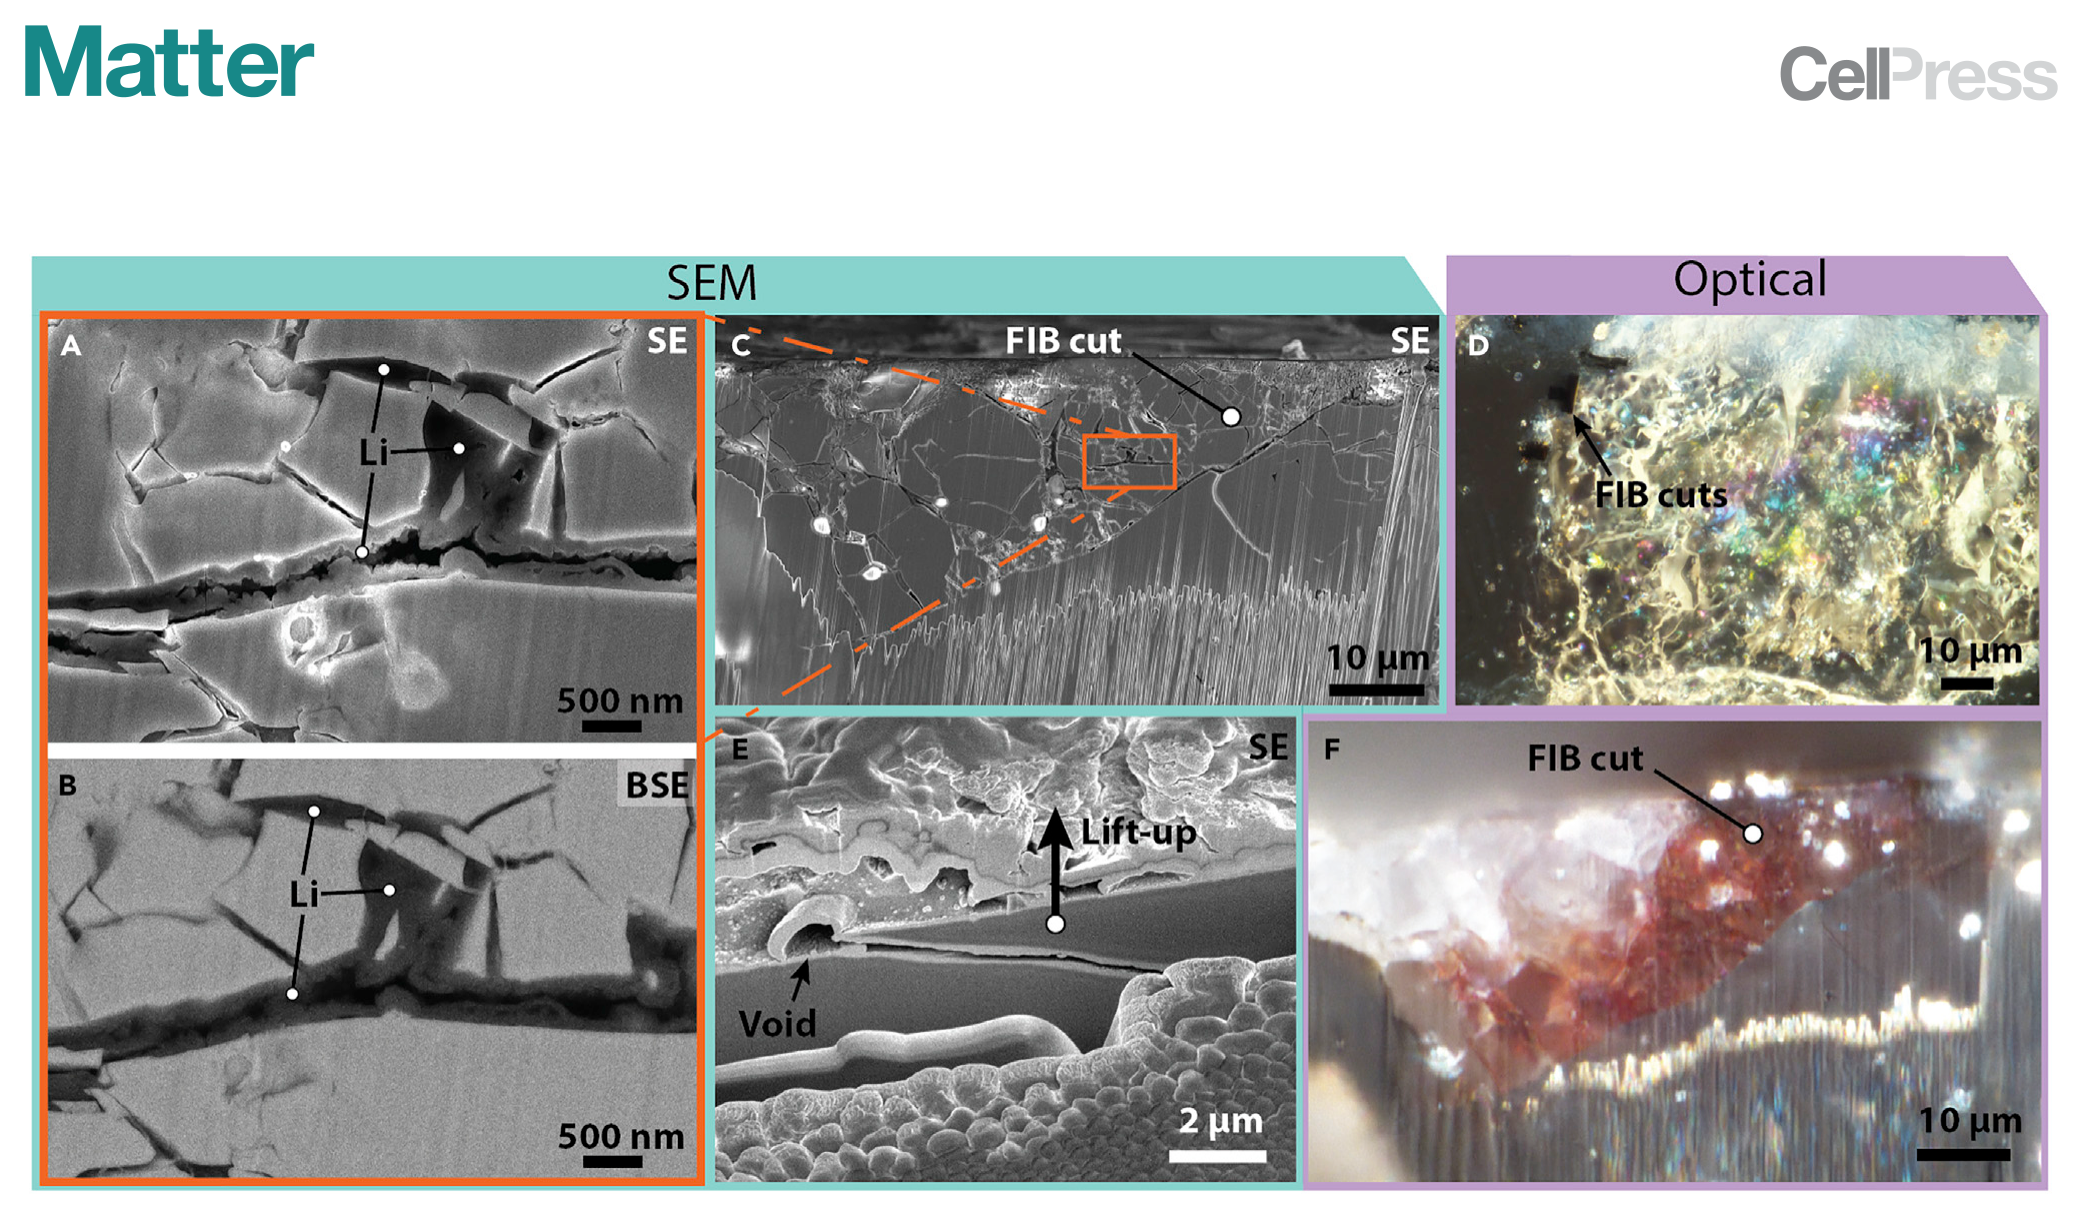 Matter
CellPress
SEM
Optical
A
SE
Li
500 nm
B
BSE
Li
500 nm
C
FIB cut
SE
10 µm
D
FIB cuts
10 µm
E
SE
Lift-up
Void
2 µm
F
FIB cut
10 µm